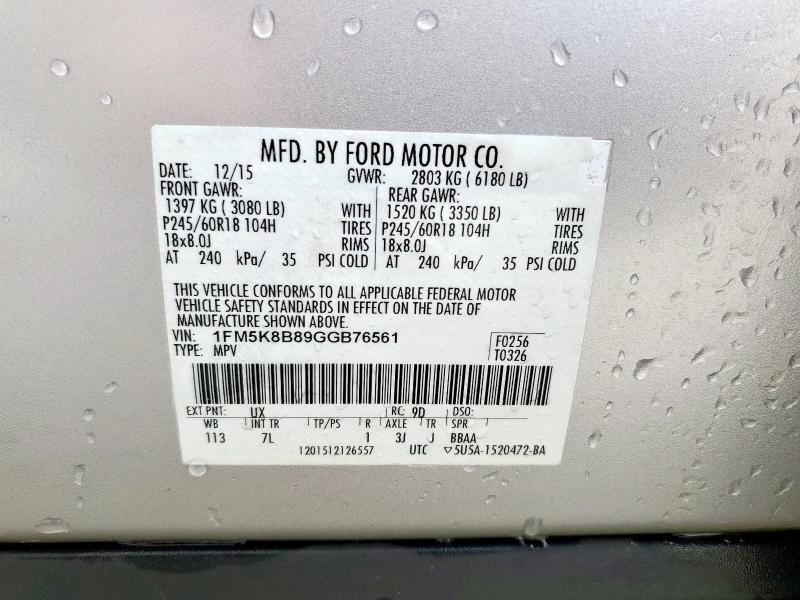 MFD. BY FORD MOTOR CO.
DATE: 12/15 GVWR: 2803 KG ( 6180 LB)
FRONT GAWR: REAR GAWR:
1397 KG ( 3080 LB) WITH 1520 KG ( 3350 LB) WITH
P245/60R18 104H TIRES P245/60R18 104H TIRES
18x8.0J RIMS 18x8.0J RIMS
AT 240 kPa/ 35 PSI COLD AT 240 kPa/ 35 PSI COLD
THIS VEHICLE CONFORMS TO ALL APPLICABLE FEDERAL MOTOR
VEHICLE SAFETY STANDARDS IN EFFECT ON THE DATE OF
MANUFACTURE SHOWN ABOVE.
VIN: 1FM5K8B89GGB76561 F0256
TYPE: MPV T0326
EXT PNT: UX RC: 9D DSO:
WB INT TR TP/PS R AXLE TR SPR
113 7L 1 3J J BBAA
1201512126557 UTC ▽5U5A-1520472-BA